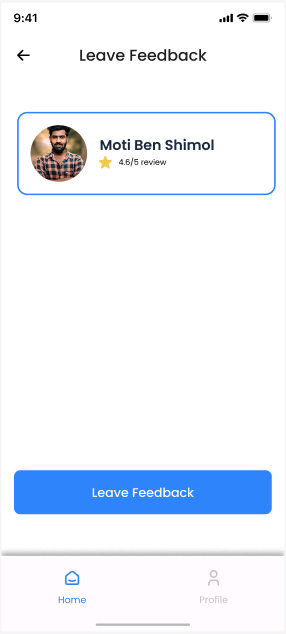 9:41
Leave Feedback
Moti Ben Shimol
4.6/5 review
Leave Feedback
Home
Profile